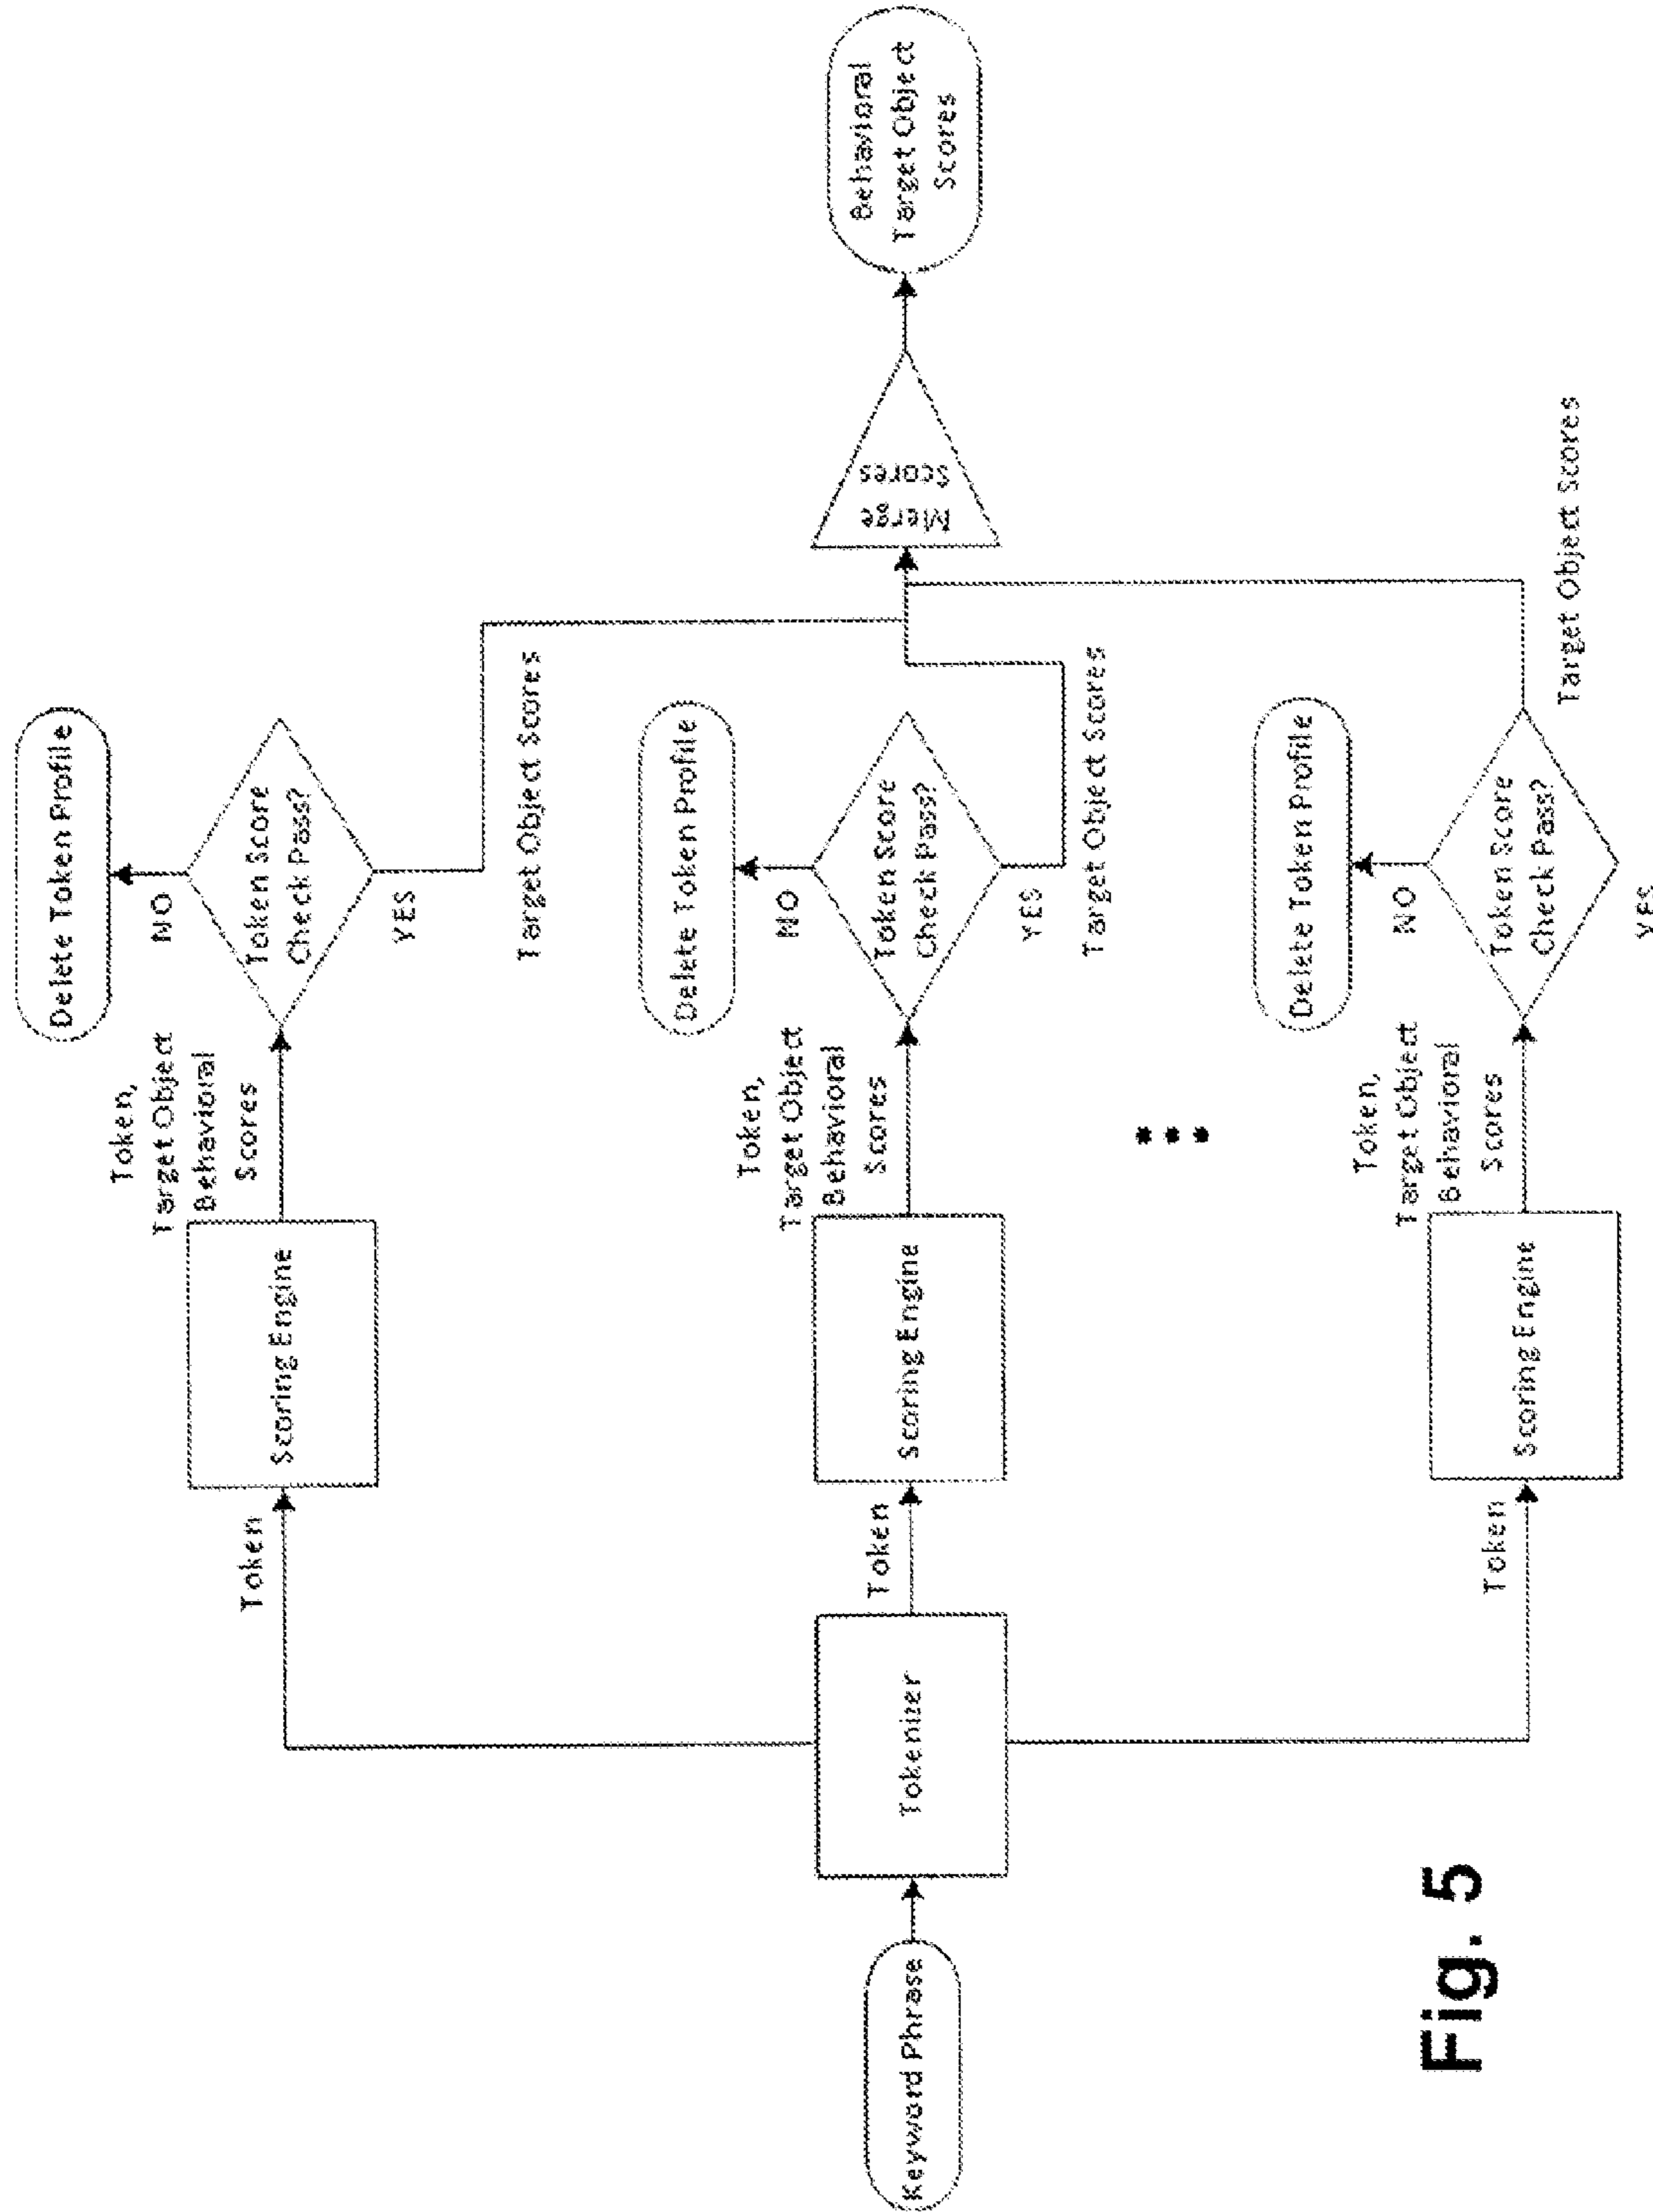 Delete Token Profile
NO
Token,
Target Object
Behavioral
Scores
Token Score
Check Pass?
YES
Target Object Scores
Token
Scoring Engine
Delete Token Profile
NO
Token,
Target Object
Behavioral
Scores
Token Score
Check Pass?
YES
Target Object Scores
Keyword Phrase
Tokenizer
Token
Scoring Engine
Merge
Scores
Behavioral
Target Object
Scores
Delete Token Profile
NO
Token,
Target Object
Behavioral
Scores
Token Score
Check Pass?
YES
Target Object Scores
Token
Scoring Engine
Fig. 5